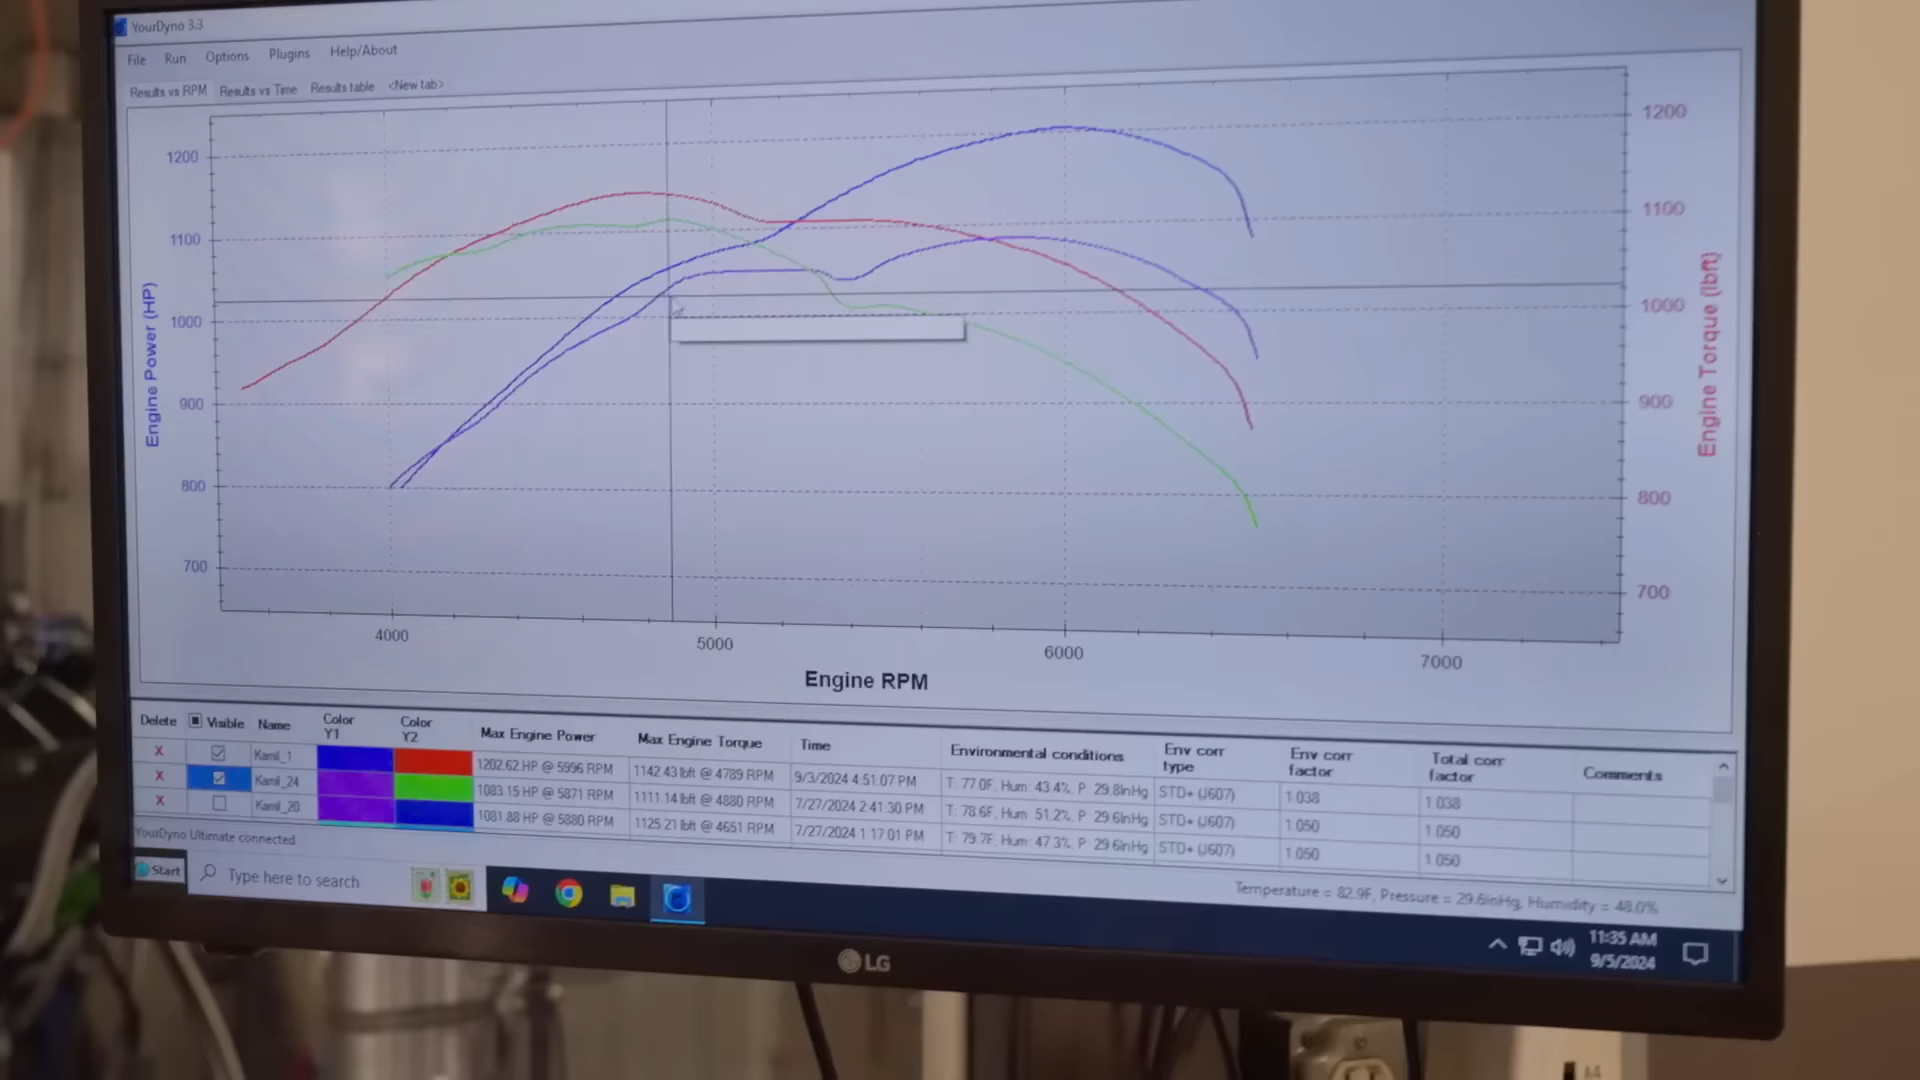 YourDyno 3.3
File Run Options Plugins Help/About
Results vs RPM Results vs Time Results table <New tab>
1200 1200
1100 1100
1000 1000
900 900
800 800
700 700
Engine Power (HP)
Engine Torque (lbft)
4000 5000 6000 7000
Engine RPM
Delete Visible Name Color Y1 Color Y2 Max Engine Power Max Engine Torque Time Environmental conditions Env corr type Env corr factor Total corr factor Comments
X Kamil_1 1202.62 HP @ 5996 RPM 1142.43 lbft @ 4789 RPM 9/3/2024 4:51:07 PM T: 77.0F, Hum: 43.4%, P: 29.8InHg STD+ (J607) 1.038 1.038
X Kamil_24 1083.15 HP @ 5871 RPM 1111.14 lbft @ 4880 RPM 7/27/2024 2:41:30 PM T: 78.6F, Hum: 51.2%, P: 29.6InHg STD+ (J607) 1.050 1.050
X Kamil_20 1081.88 HP @ 5880 RPM 1125.21 lbft @ 4651 RPM 7/27/2024 1:17:01 PM T: 79.7F, Hum: 47.3%, P: 29.6InHg STD+ (J607) 1.050 1.050
YourDyno Ultimate connected
Temperature = 82.9F, Pressure = 29.6InHg, Humidity = 48.0%
Start Type here to search
11:35 AM
9/5/2024
LG
A4